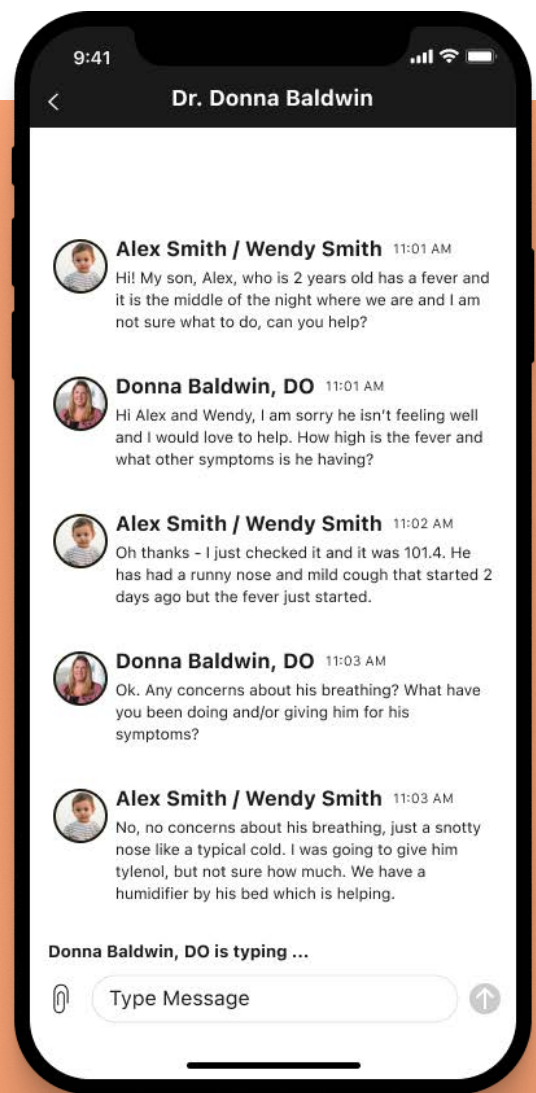 9:41
Dr. Donna Baldwin
Alex Smith / Wendy Smith 11:01 AM
Hi! My son, Alex, who is 2 years old has a fever and
it is the middle of the night where we are and I am
not sure what to do, can you help?
Donna Baldwin, DO 11:01 AM
Hi Alex and Wendy, I am sorry he isn’t feeling well
and I would love to help. How high is the fever and
what other symptoms is he having?
Alex Smith / Wendy Smith 11:02 AM
Oh thanks - I just checked it and it was 101.4. He
has had a runny nose and mild cough that started 2
days ago but the fever just started.
Donna Baldwin, DO 11:03 AM
Ok. Any concerns about his breathing? What have
you been doing and/or giving him for his
symptoms?
Alex Smith / Wendy Smith 11:03 AM
No, no concerns about his breathing, just a snotty
nose like a typical cold. I was going to give him
tylenol, but not sure how much. We have a
humidifier by his bed which is helping.
Donna Baldwin, DO is typing ...
Type Message